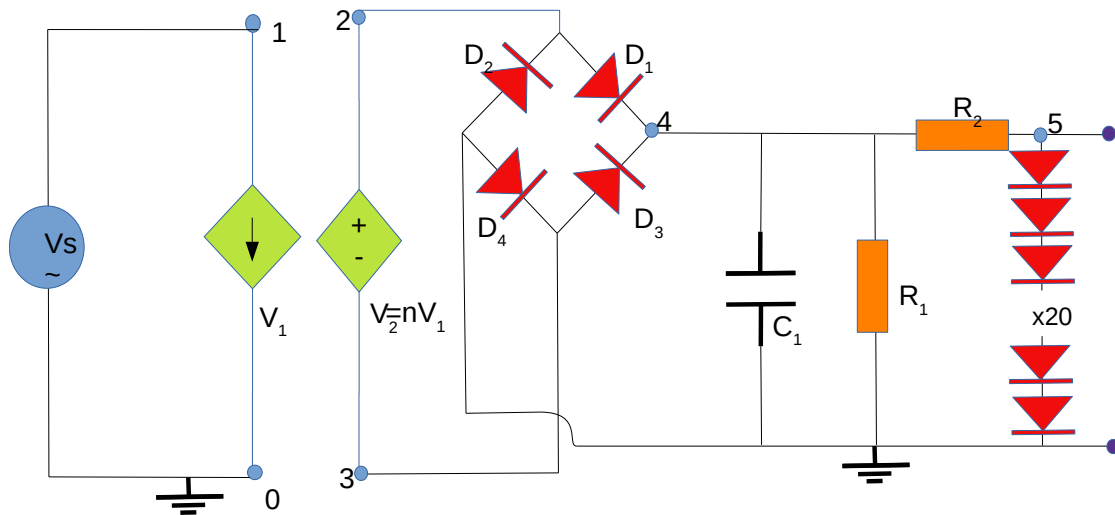 1
2
D₂
D₁
4
R₂
5
Vs
~
+
-
D₄
D₃
V₁
V₂=nV₁
C₁
R₁
x20
3
0